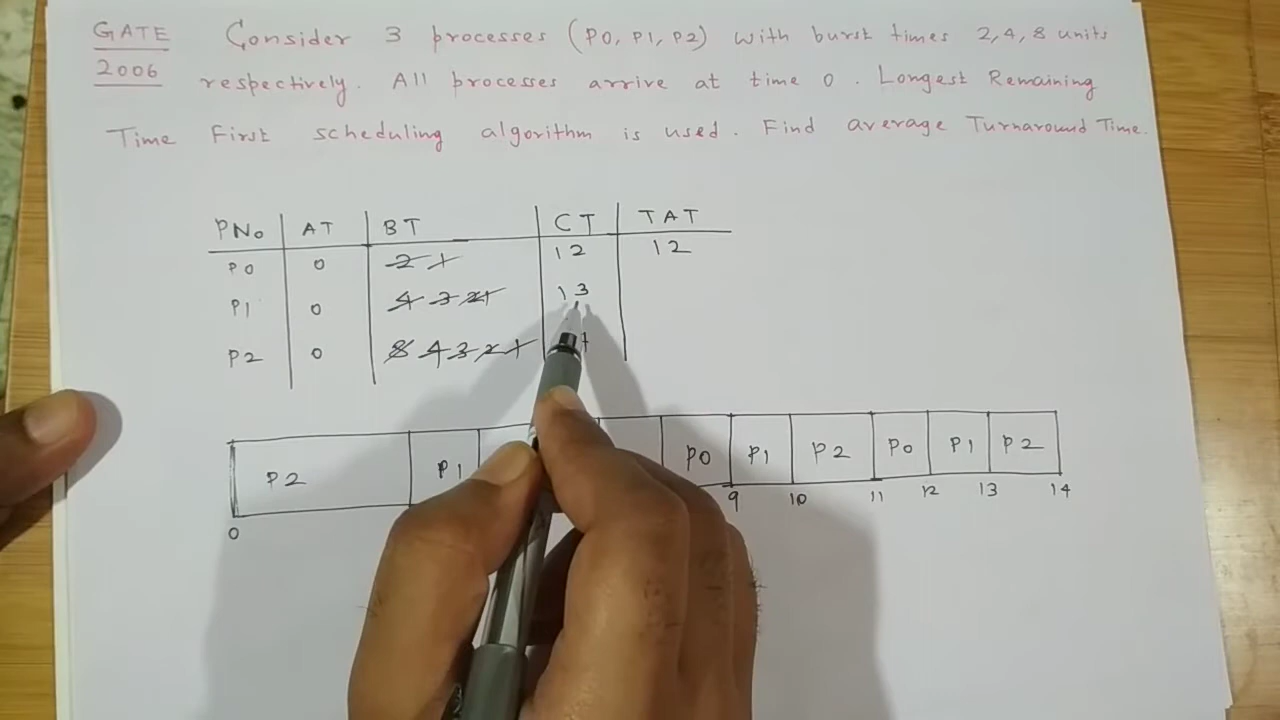 GATE Consider 3 processes (P0, P1, P2) with burst times 2, 4, 8 units
2006 respectively. All processes arrive at time 0. Longest Remaining
Time First scheduling algorithm is used. Find average Turnaround Time.
PNo AT BT CT TAT
P0 0 2 1 12 12
P1 0 4 3 2 1 13
P2 0 8 4 3 2 1
P2 P1 P0 P1 P2 P0 P1 P2
0 9 10 11 12 13 14